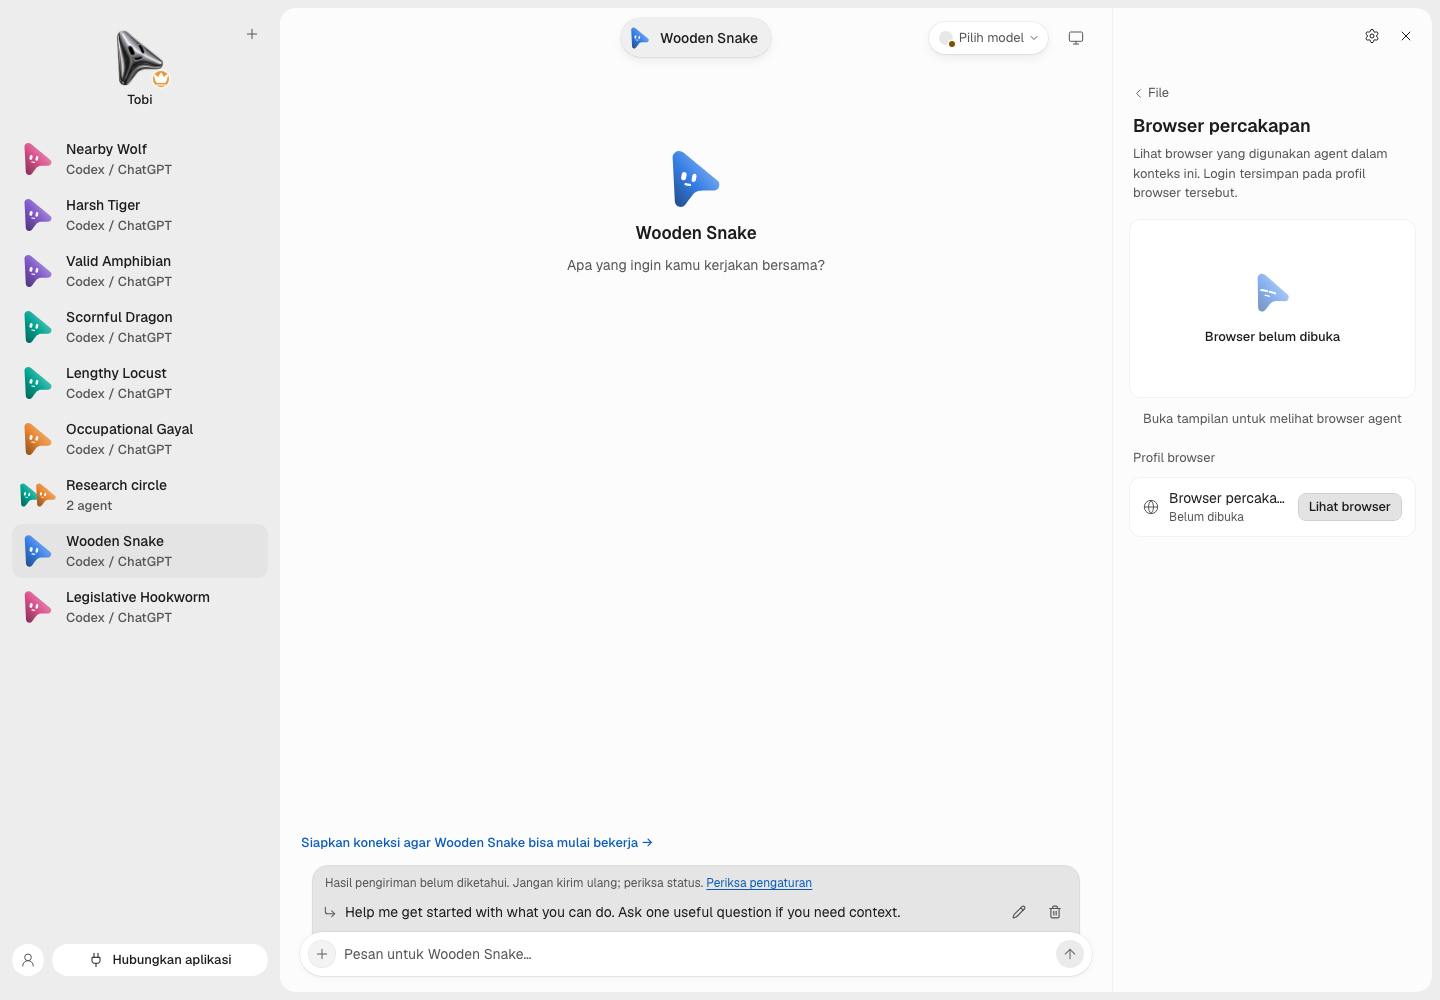 Tobi
Nearby Wolf
Codex / ChatGPT
Harsh Tiger
Codex / ChatGPT
Valid Amphibian
Codex / ChatGPT
Scornful Dragon
Codex / ChatGPT
Lengthy Locust
Codex / ChatGPT
Occupational Gayal
Codex / ChatGPT
Research circle
2 agent
Wooden Snake
Codex / ChatGPT
Legislative Hookworm
Codex / ChatGPT
Hubungkan aplikasi
Wooden Snake
Pilih model
Wooden Snake
Apa yang ingin kamu kerjakan bersama?
Siapkan koneksi agar Wooden Snake bisa mulai bekerja →
Hasil pengiriman belum diketahui. Jangan kirim ulang; periksa status. Periksa pengaturan
Help me get started with what you can do. Ask one useful question if you need context.
Pesan untuk Wooden Snake...
File
Browser percakapan
Lihat browser yang digunakan agent dalam
konteks ini. Login tersimpan pada profil
browser tersebut.
Browser belum dibuka
Buka tampilan untuk melihat browser agent
Profil browser
Browser percaka...
Belum dibuka
Lihat browser